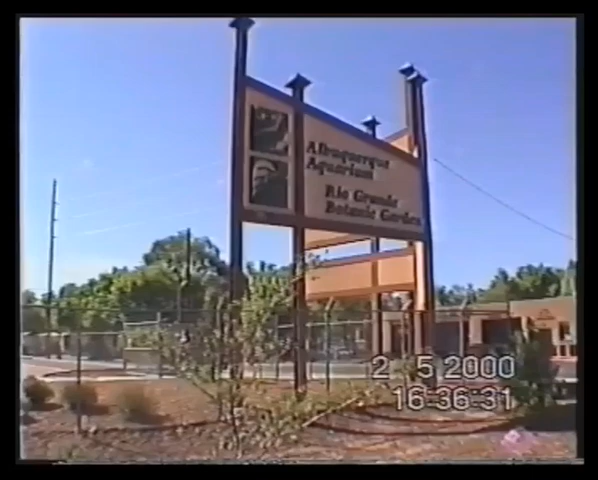 Albuquerque
Aquarium
Rio Grande
Botanic Garden
2. 5.2000
16:36:31